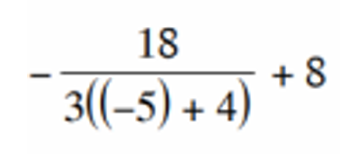 − 18 / 3((−5) + 4) + 8